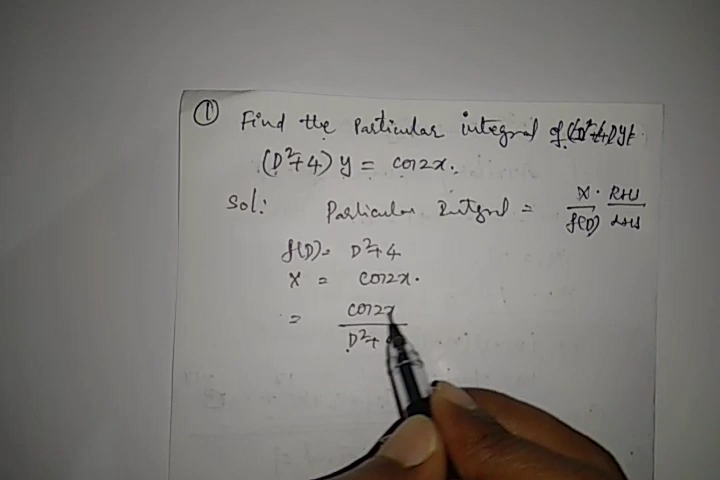 ① Find the Particular integral of
(D²+4) y = cos2x.
Sol: Particular Integral = X/f(D) · RHS/LHS
f(D) = D²+4
X = cos2x.
= cos2x
D²+